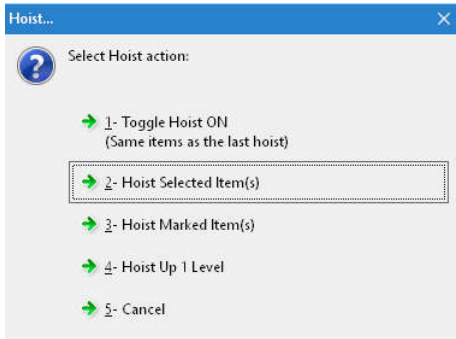 Hoist...
Select Hoist action:
1- Toggle Hoist ON
(Same items as the last hoist)
2- Hoist Selected Item(s)
3- Hoist Marked Item(s)
4- Hoist Up 1 Level
5- Cancel